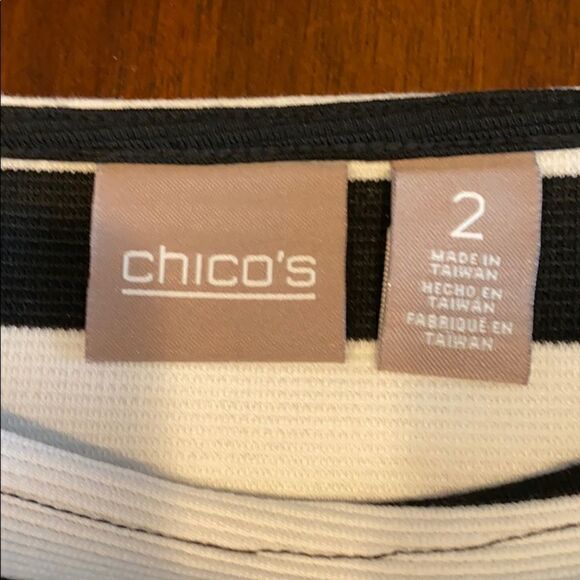 chico's
2
MADE IN
TAIWAN
HECHO EN
TAIWAN
FABRIQUÉ EN
TAIWAN